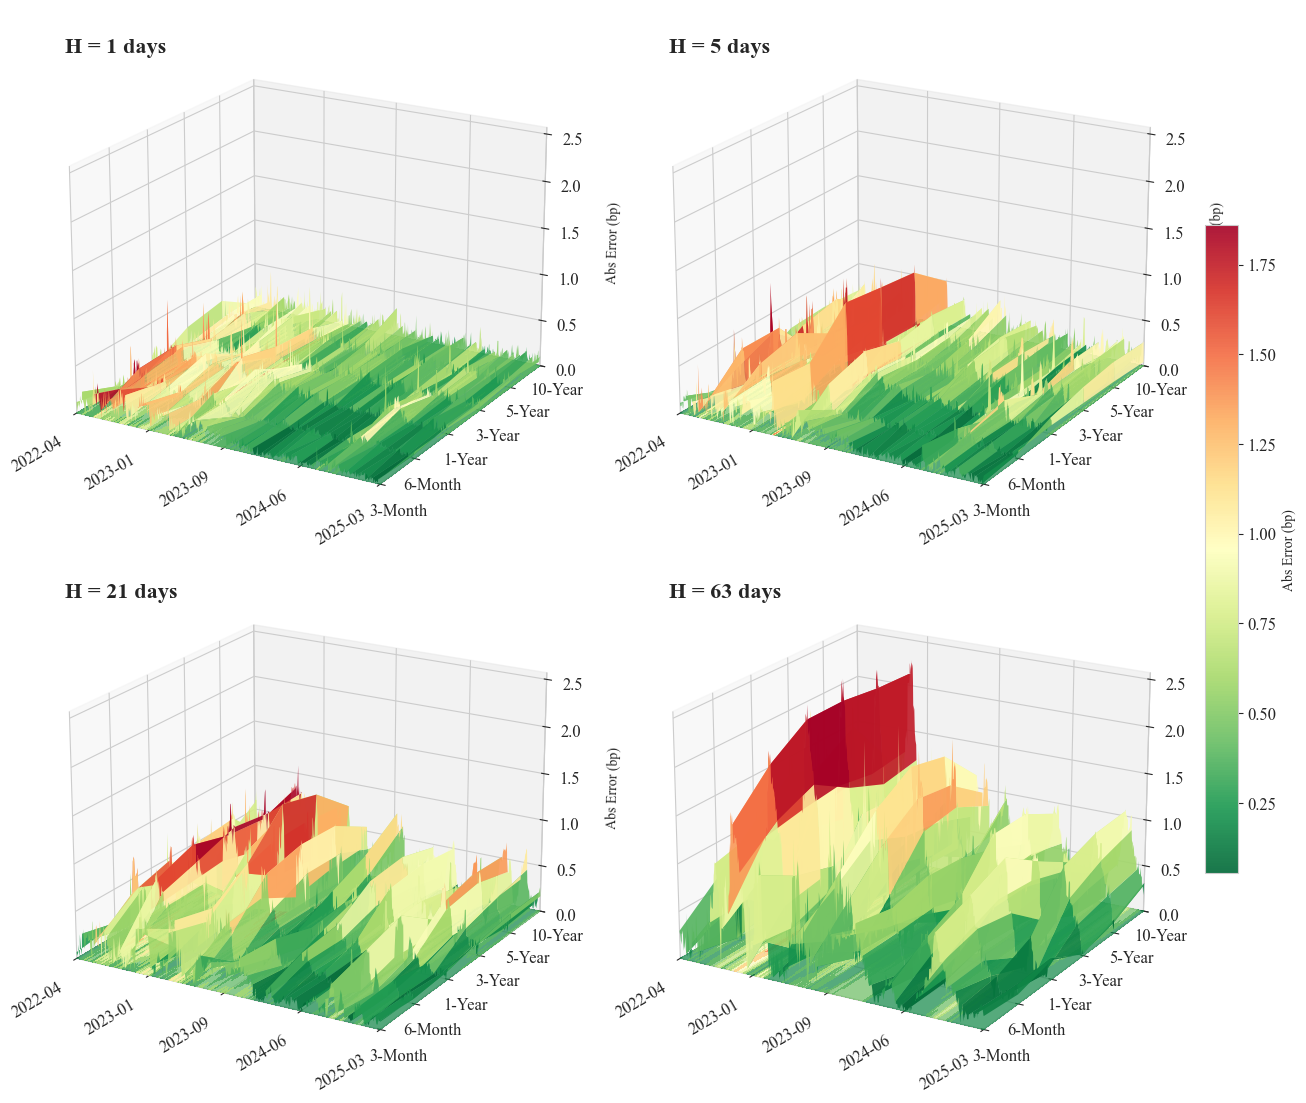 H = 1 days
2.5
2.0
1.5
1.0
0.5
0.0
Abs Error (bp)
10-Year
5-Year
3-Year
1-Year
6-Month
3-Month
2022-04
2023-01
2023-09
2024-06
2025-03
H = 5 days
2.5
2.0
1.5
1.0
0.5
0.0
(bp)
10-Year
5-Year
3-Year
1-Year
6-Month
3-Month
2022-04
2023-01
2023-09
2024-06
2025-03
1.75
1.50
1.25
1.00
0.75
0.50
0.25
Abs Error (bp)
H = 21 days
2.5
2.0
1.5
1.0
0.5
0.0
Abs Error (bp)
10-Year
5-Year
3-Year
1-Year
6-Month
3-Month
2022-04
2023-01
2023-09
2024-06
2025-03
H = 63 days
2.5
2.0
1.5
1.0
0.5
0.0
10-Year
5-Year
3-Year
1-Year
6-Month
3-Month
2022-04
2023-01
2023-09
2024-06
2025-03